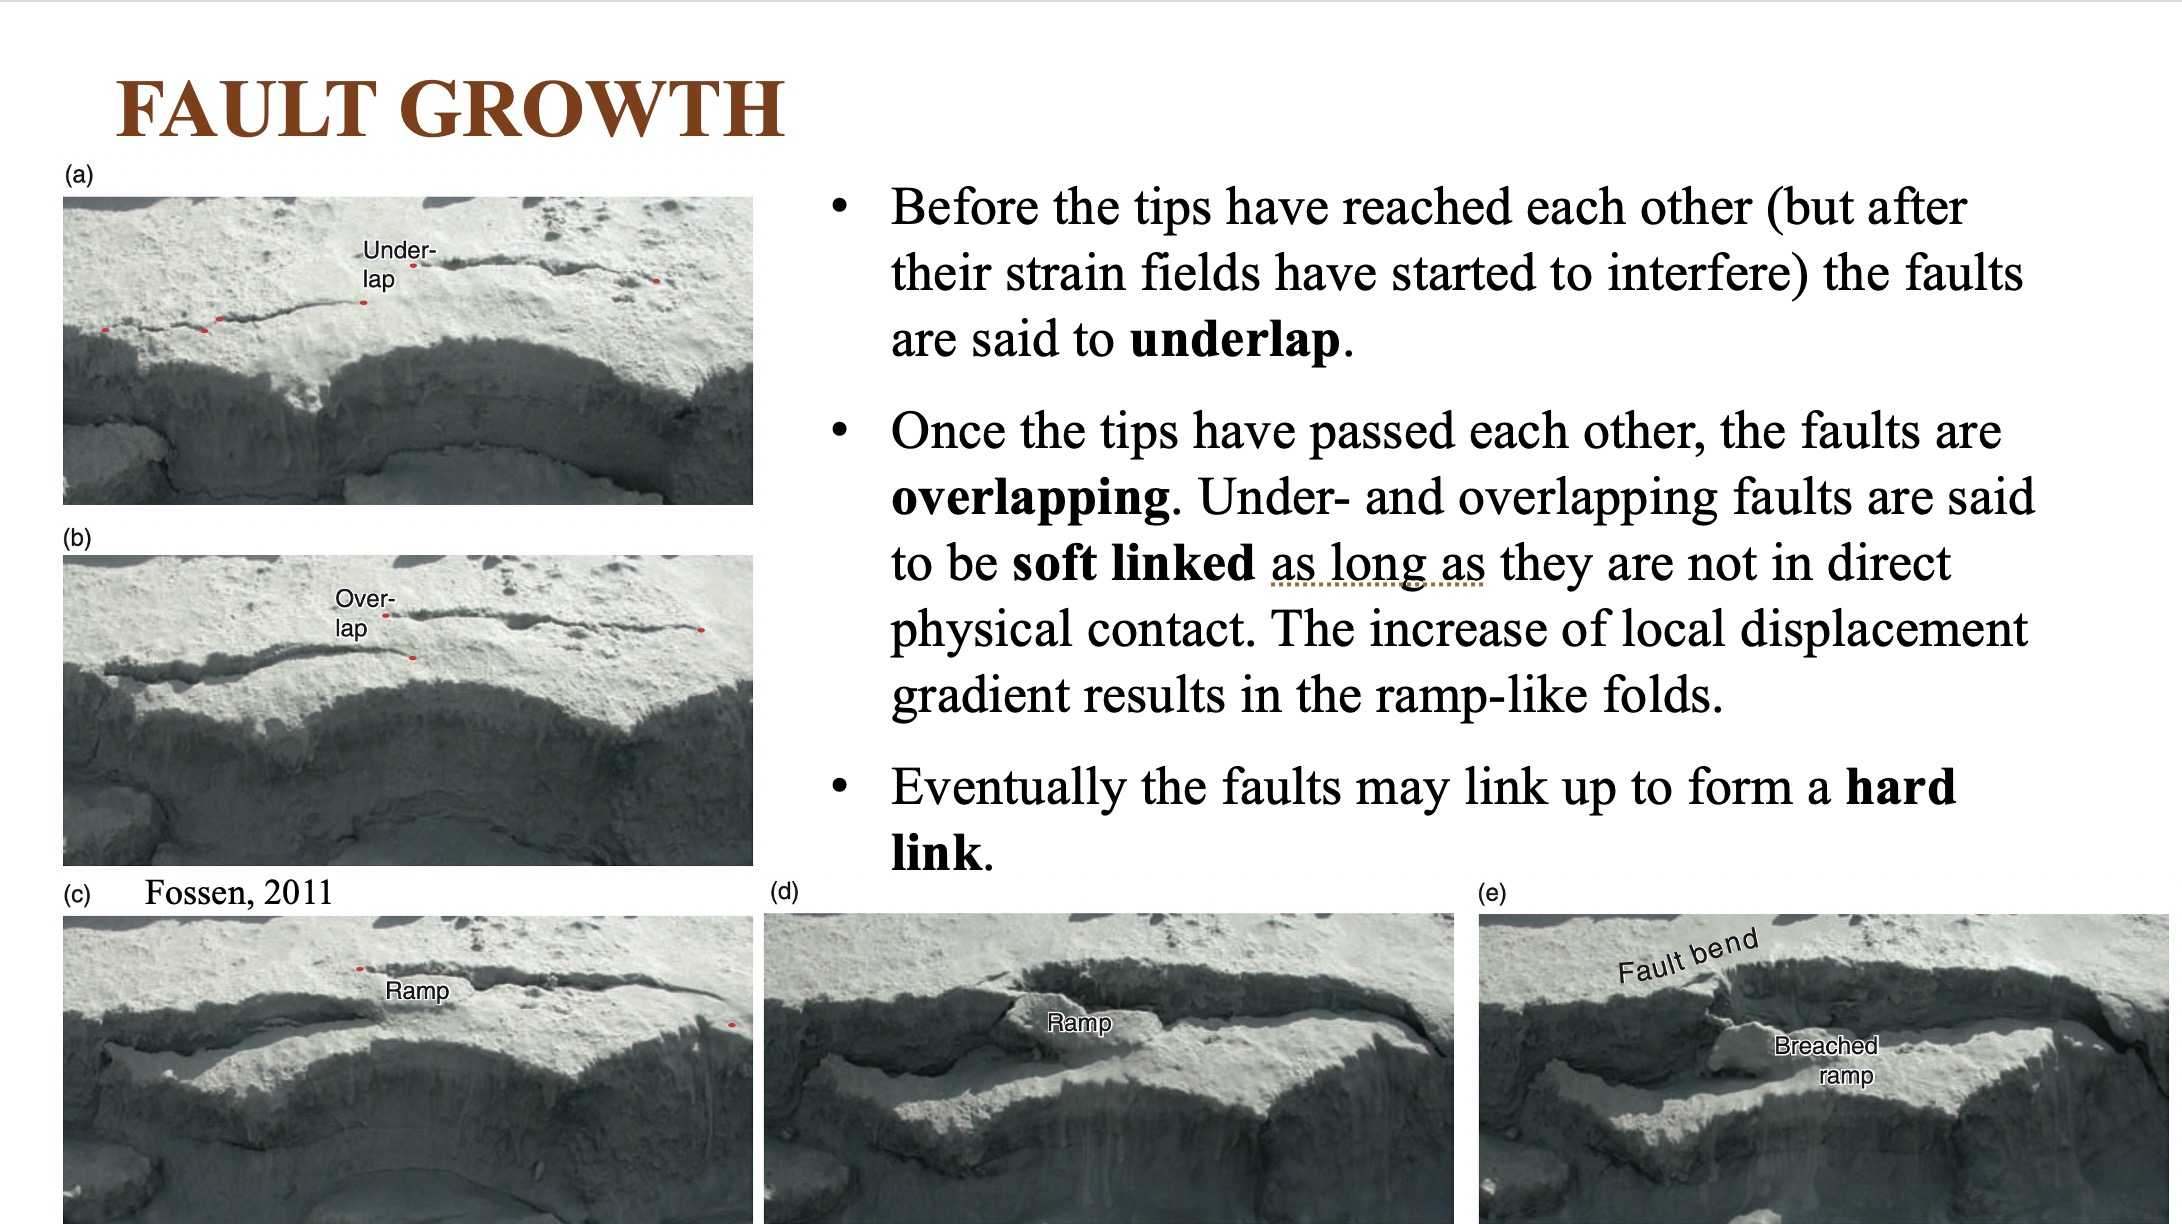 FAULT GROWTH
(a)
Under-
lap
(b)
Over-
lap
• Before the tips have reached each other (but after
their strain fields have started to interfere) the faults
are said to underlap.
• Once the tips have passed each other, the faults are
overlapping. Under- and overlapping faults are said
to be soft linked as long as they are not in direct
physical contact. The increase of local displacement
gradient results in the ramp-like folds.
• Eventually the faults may link up to form a hard
link.
(c) Fossen, 2011
Ramp
(d)
Ramp
(e)
Fault bend
Breached
ramp